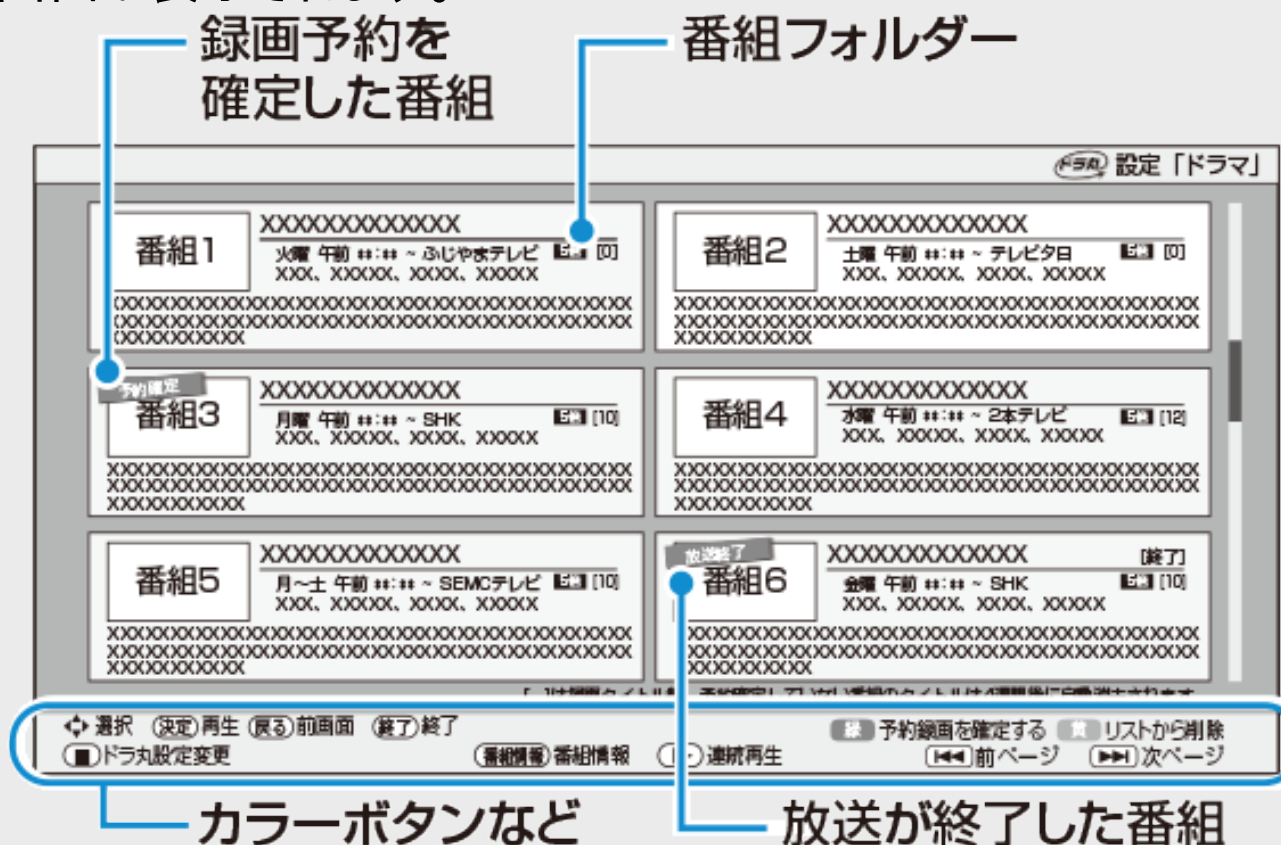 録画予約を
確定した番組
番組フォルダー
ドラ丸 設定「ドラマ」
番組1
XXXXXXXXXXXXX
火曜 午前 ##:## ~ ふじやまテレビ [0]
XXX、XXXXX、XXXX、XXXXX
番組2
XXXXXXXXXXXXX
土曜 午前 ##:## ~ テレビタ日 [0]
XXX、XXXXX、XXXX、XXXXX
予約確定
番組3
XXXXXXXXXXXXX
月曜 午前 ##:## ~ SHK [10]
XXX、XXXXX、XXXX、XXXXX
番組4
XXXXXXXXXXXXX
水曜 午前 ##:## ~ 2本テレビ [12]
XXX、XXXXX、XXXX、XXXXX
番組5
XXXXXXXXXXXXX
月~土 午前 ##:## ~ SEMCテレビ [10]
XXX、XXXXX、XXXX、XXXXX
放送終了
番組6
XXXXXXXXXXXXX [終了]
金曜 午前 ##:## ~ SHK [10]
XXX、XXXXX、XXXX、XXXXX
選択 決定 再生 戻る 前画面 終了 終了 緑 予約録画を確定する 黄 リストから削除
ドラ丸設定変更 番組情報 番組情報 連続再生 前ページ 次ページ
カラーボタンなど
放送が終了した番組